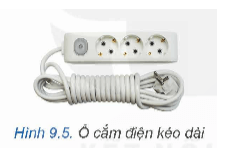 Hình 9.5. Ổ cắm điện kéo dài